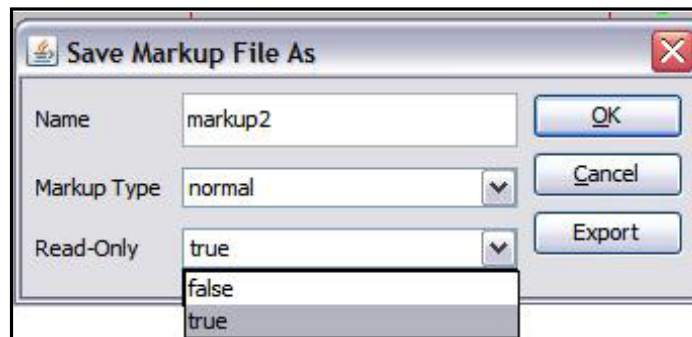 Save Markup File As
Name
markup2
OK
Markup Type
normal
Cancel
Read-Only
true
Export
false
true